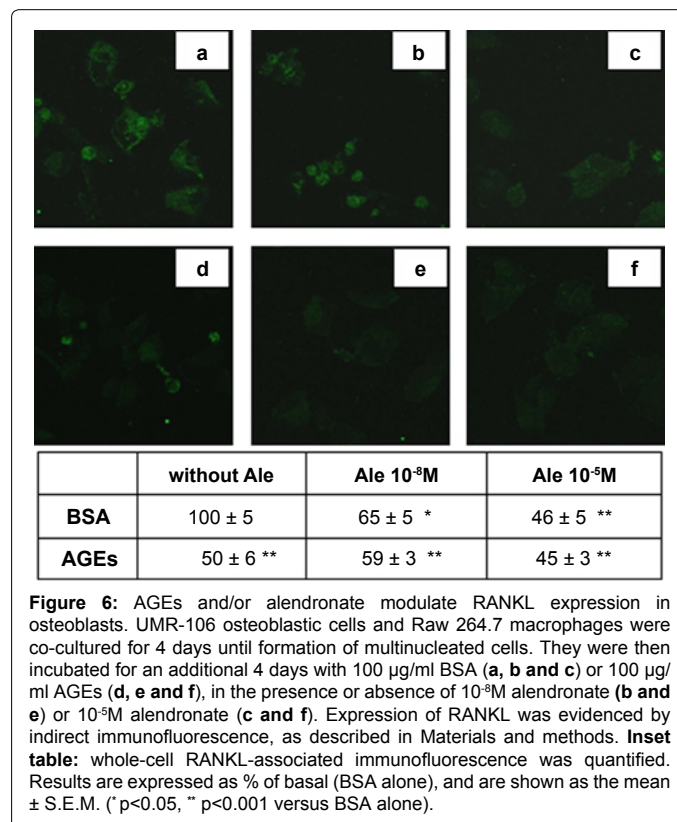 a
b
c
d
e
f
without Ale Ale 10⁻⁸M Ale 10⁻⁵M
BSA 100 ± 5 65 ± 5 * 46 ± 5 **
AGEs 50 ± 6 ** 59 ± 3 ** 45 ± 3 **
Figure 6: AGEs and/or alendronate modulate RANKL expression in
osteoblasts. UMR-106 osteoblastic cells and Raw 264.7 macrophages were
co-cultured for 4 days until formation of multinucleated cells. They were then
incubated for an additional 4 days with 100 µg/ml BSA (a, b and c) or 100 µg/
ml AGEs (d, e and f), in the presence or absence of 10⁻⁸M alendronate (b and
e) or 10⁻⁵M alendronate (c and f). Expression of RANKL was evidenced by
indirect immunofluorescence, as described in Materials and methods. Inset
table: whole-cell RANKL-associated immunofluorescence was quantified.
Results are expressed as % of basal (BSA alone), and are shown as the mean
± S.E.M. (* p<0.05, ** p<0.001 versus BSA alone).